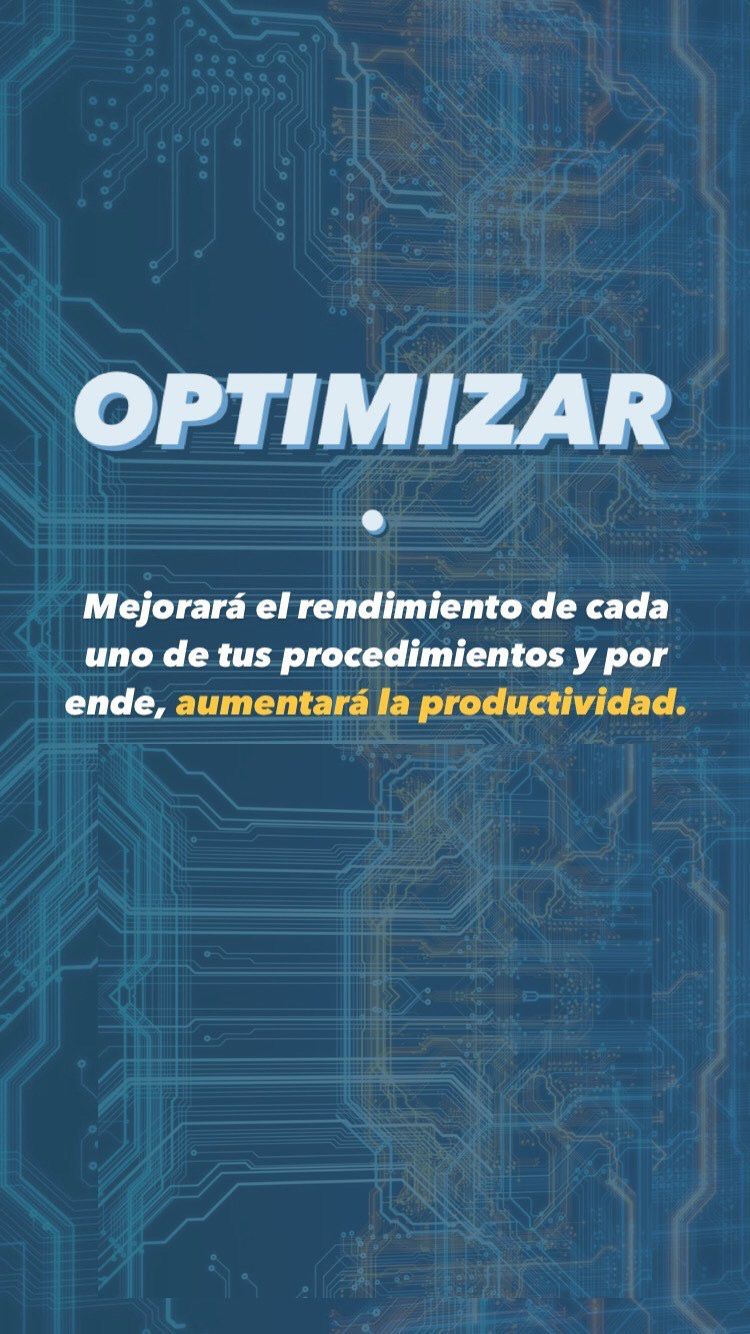 OPTIMIZAR
•
Mejorará el rendimiento de cada
uno de tus procedimientos y por
ende, aumentará la productividad.